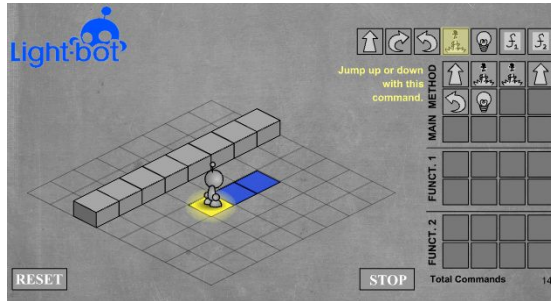 Light-bot
Jump up or down
with this
command.
MAIN METHOD
FUNCT. 1
FUNCT. 2
RESET
STOP
Total Commands
14